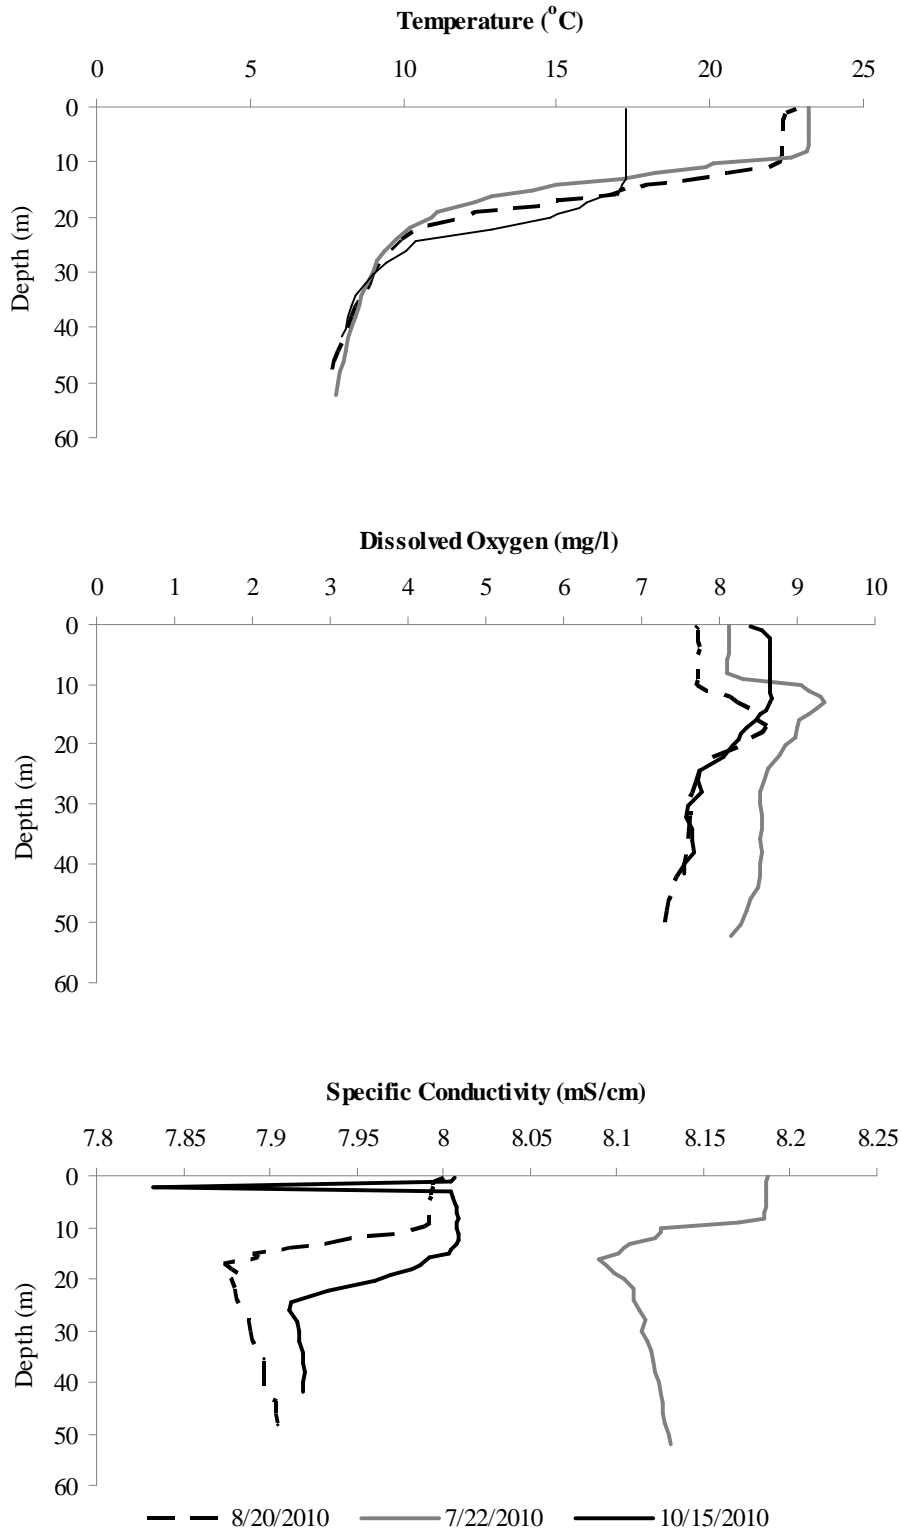 Temperature (°C)
0 5 10 15 20 25
0
10
20
30
40
50
60
Depth (m)
Dissolved Oxygen (mg/l)
0 1 2 3 4 5 6 7 8 9 10
0
10
20
30
40
50
60
Depth (m)
Specific Conductivity (mS/cm)
7.8 7.85 7.9 7.95 8 8.05 8.1 8.15 8.2 8.25
0
10
20
30
40
50
60
Depth (m)
8/20/2010 7/22/2010 10/15/2010